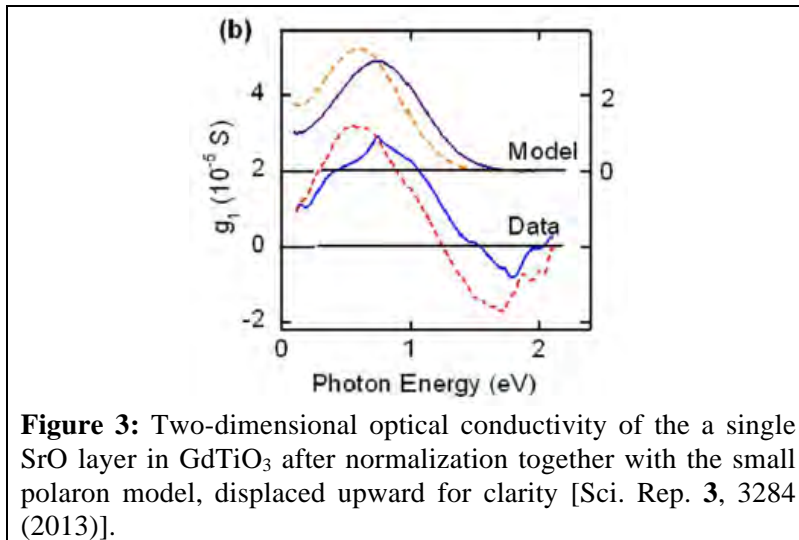 (b)
4
2
0
-2
2
0
Model
Data
g₁ (10⁻⁵ S)
0
1
2
Photon Energy (eV)
Figure 3: Two-dimensional optical conductivity of the a single
SrO layer in GdTiO₃ after normalization together with the small
polaron model, displaced upward for clarity [Sci. Rep. 3, 3284
(2013)].